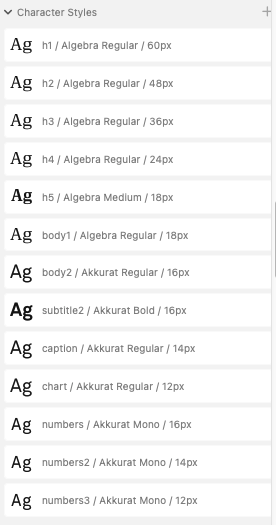 Character Styles
Ag h1 / Algebra Regular / 60px
Ag h2 / Algebra Regular / 48px
Ag h3 / Algebra Regular / 36px
Ag h4 / Algebra Regular / 24px
Ag h5 / Algebra Medium / 18px
Ag body1 / Algebra Regular / 18px
Ag body2 / Akkurat Regular / 16px
Ag subtitle2 / Akkurat Bold / 16px
Ag caption / Akkurat Regular / 14px
Ag chart / Akkurat Regular / 12px
Ag numbers / Akkurat Mono / 16px
Ag numbers2 / Akkurat Mono / 14px
Ag numbers3 / Akkurat Mono / 12px